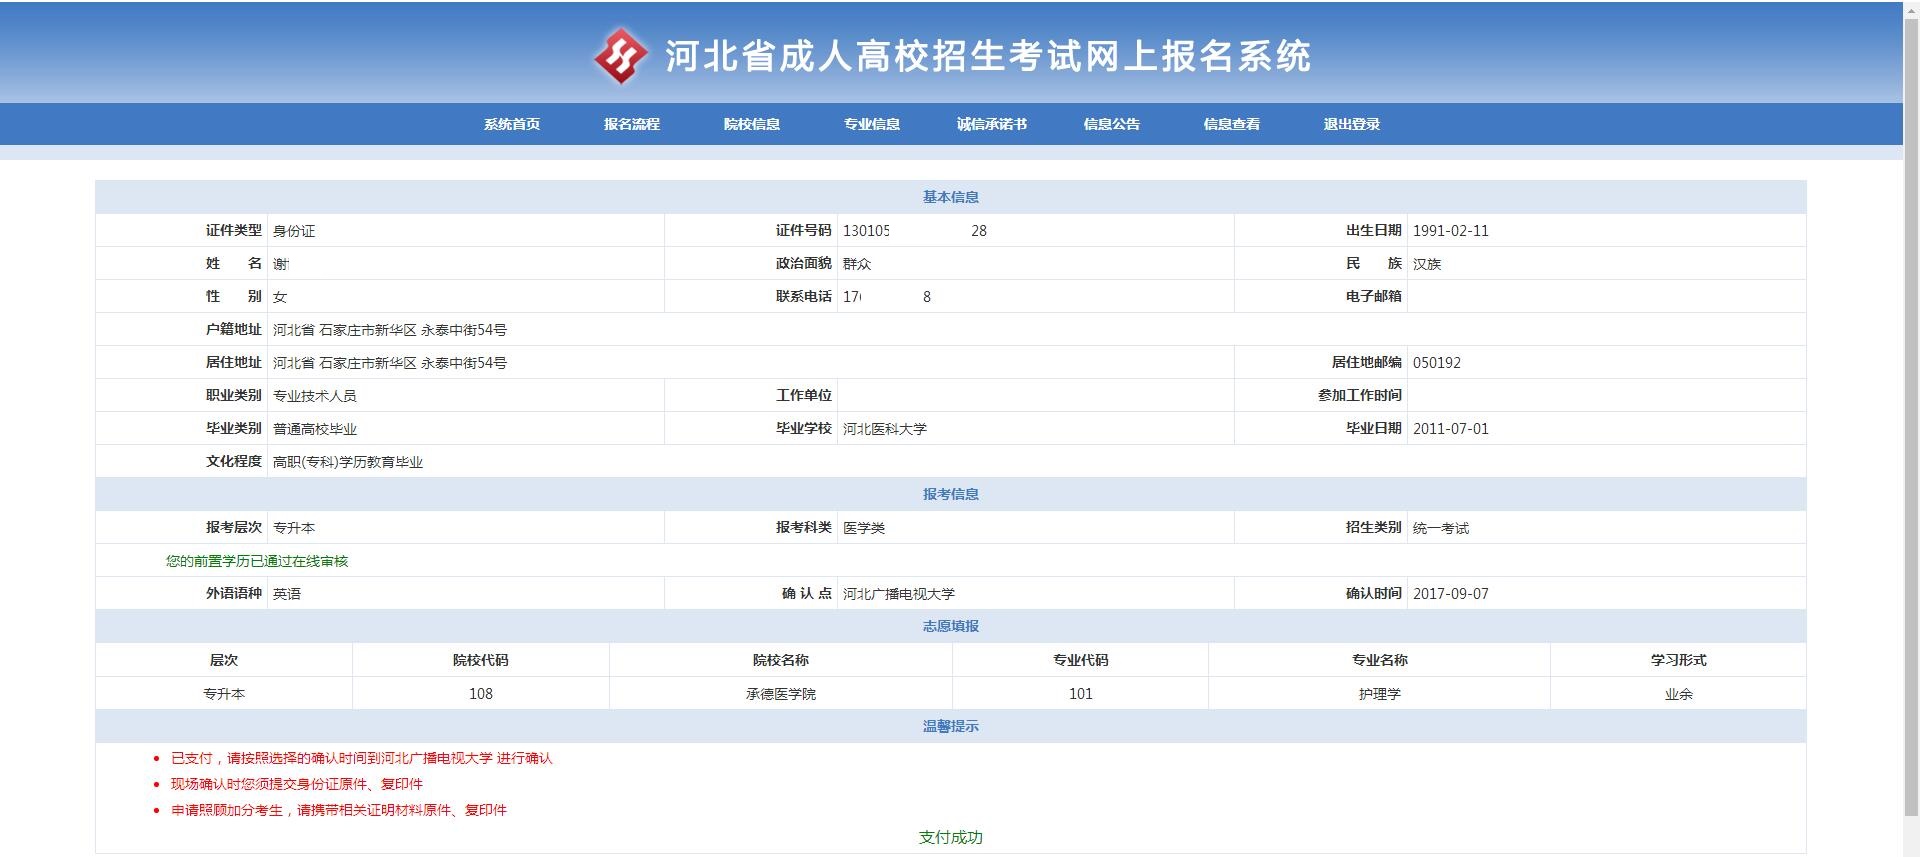 河北省成人高校招生考试网上报名系统
系统首页 报名流程 院校信息 专业信息 诚信承诺书 信息公告 信息查看 退出登录
基本信息
证件类型 身份证 证件号码 130105 28 出生日期 1991-02-11
姓 名 谢 政治面貌 群众 民 族 汉族
性 别 女 联系电话 17 8 电子邮箱
户籍地址 河北省 石家庄市新华区 永泰中街54号
居住地址 河北省 石家庄市新华区 永泰中街54号 居住地邮编 050192
职业类别 专业技术人员 工作单位 参加工作时间
毕业类别 普通高校毕业 毕业学校 河北医科大学 毕业日期 2011-07-01
文化程度 高职(专科)学历教育毕业
报考信息
报考层次 专升本 报考科类 医学类 招生类别 统一考试
您的前置学历已通过在线审核
外语语种 英语 确 认 点 河北广播电视大学 确认时间 2017-09-07
志愿填报
层次 院校代码 院校名称 专业代码 专业名称 学习形式
专升本 108 承德医学院 101 护理学 业余
温馨提示
• 已支付，请按照选择的确认时间到河北广播电视大学 进行确认
• 现场确认时您须提交身份证原件、复印件
• 申请照顾加分考生，请携带相关证明材料原件、复印件
支付成功